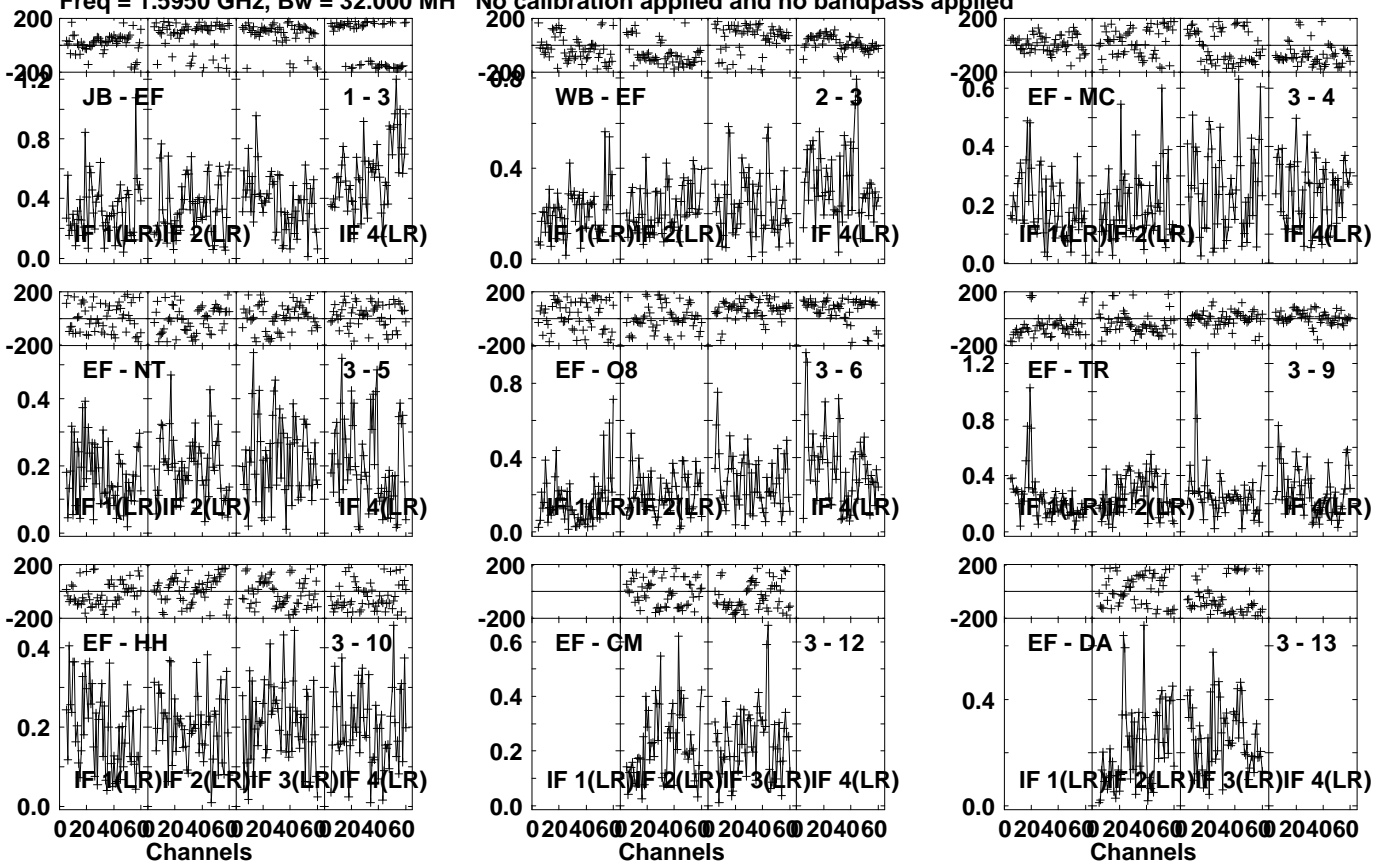 Freq = 1.5950 GHz, Bw = 32.000 MH No calibration applied and no bandpass applied
200
-200
1.2
0.8
0.4
0.0
JB - EF
1 - 3
IF 1(LR)
IF 2(LR)
IF 4(LR)
200
-200
0.8
0.4
0.0
WB - EF
2 - 3
IF 1(LR)
IF 2(LR)
IF 4(LR)
200
-200
0.6
0.4
0.2
0.0
EF - MC
3 - 4
IF 1(LR)
IF 2(LR)
IF 4(LR)
200
-200
0.4
0.2
0.0
EF - NT
3 - 5
IF 1(LR)
IF 2(LR)
IF 4(LR)
0.8
0.4
0.0
EF - O8
3 - 6
IF 1(LR)
IF 2(LR)
IF 4(LR)
200
-200
1.2
0.8
0.4
0.0
EF - TR
3 - 9
IF 1(LR)
IF 2(LR)
IF 4(LR)
200
-200
0.4
0.2
0.0
EF - HH
3 - 10
IF 1(LR)
IF 2(LR)
IF 3(LR)
IF 4(LR)
0 20 40 60 0 20 40 60 0 20 40 60 0 20 40 60
Channels
200
-200
0.6
0.4
0.2
0.0
EF - CM
3 - 12
IF 1(LR)
IF 2(LR)
IF 3(LR)
IF 4(LR)
0 20 40 60 0 20 40 60 0 20 40 60 0 20 40 60
Channels
200
-200
0.4
0.0
EF - DA
3 - 13
IF 1(LR)
IF 2(LR)
IF 3(LR)
IF 4(LR)
0 20 40 60 0 20 40 60 0 20 40 60 0 20 40 60
Channels